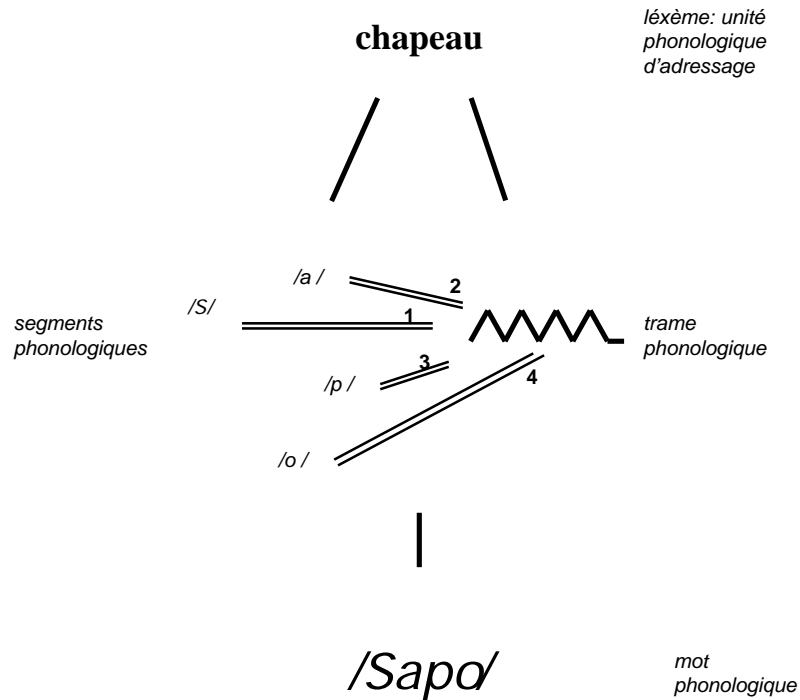 chapeau
léxème: unité
phonologique
d'adressage
/a /
2
/S/
1
segments
phonologiques
trame
phonologique
3
/p /
4
/o /
/Sapo/
mot
phonologique